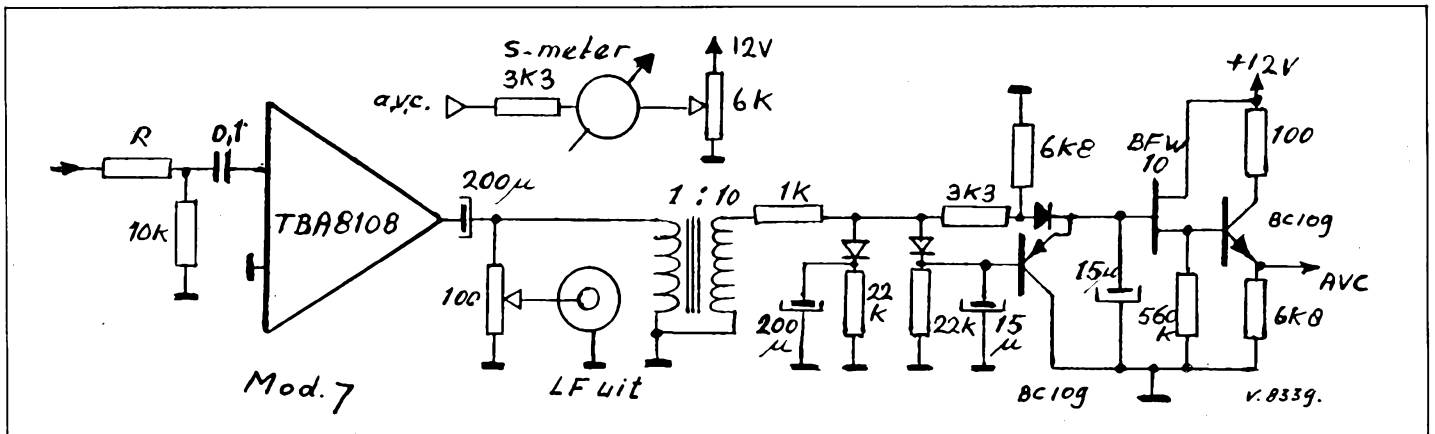 S-meter
3K3
a.v.c.
12V
6K
R
0,1
10K
TBA810S
200µ
100
LF uit
1 : 10
1K
200
µ
22
K
22K
15
µ
3K3
6K8
BC109
15µ
BFW
10
560
K
+12V
100
BC109
AVC
6K8
Mod. 7
v. 8339.